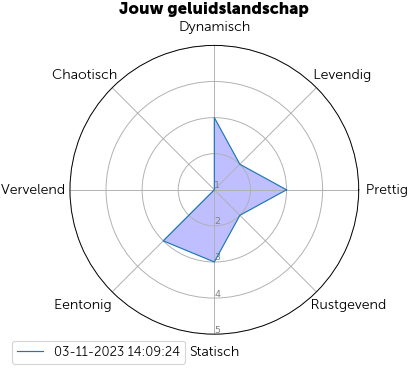 Jouw geluidslandschap
Dynamisch
Chaotisch
Levendig
Vervelend
1
Prettig
2
3
4
Eentonig
Rustgevend
5
03-11-2023 14:09:24
Statisch